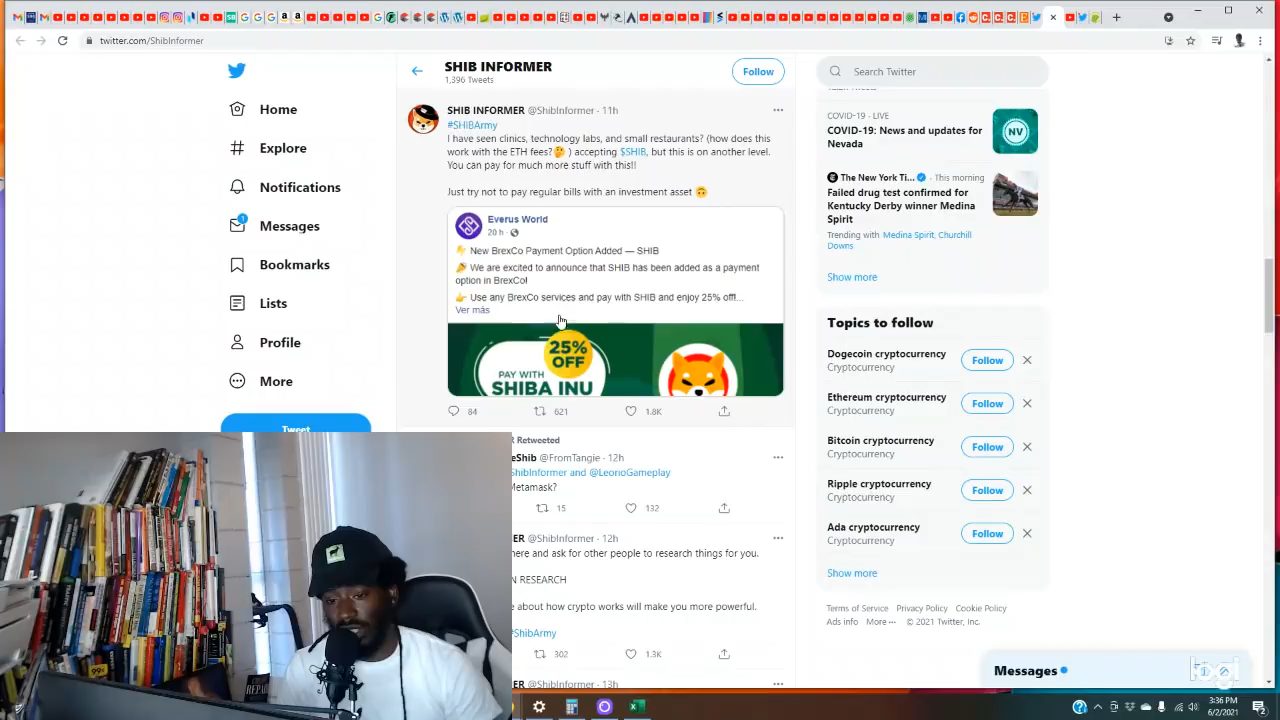 twitter.com/ShibInformer
SHIB INFORMER
1,396 Tweets
Follow
Search Twitter
Home
Explore
Notifications
1
Messages
Bookmarks
Lists
Profile
More
Tweet
SHIB INFORMER @ShibInformer · 11h
#SHIBArmy
I have seen clinics, technology labs, and small restaurants? (how does this
work with the ETH fees?🤔 ) accepting $SHIB, but this is on another level.
You can pay for much more stuff with this!!
Just try not to pay regular bills with an investment asset 🙃
Everus World
20 h ·
👇 New BrexCo Payment Option Added — SHIB
🎉 We are excited to announce that SHIB has been added as a payment
option in BrexCo!
👉 Use any BrexCo services and pay with SHIB and enjoy 25% off!...
Ver más
25%
OFF
PAY WITH
SHIBA INU
84
621
1.8K
Retweeted
eShib @FromTangie · 12h
ShibInformer and @LeorioGameplay
Metamask?
15
132
ER @ShibInformer · 12h
here and ask for other people to research things for you.
N RESEARCH
e about how crypto works will make you more powerful.
#ShibArmy
302
1.3K
ER @ShibInformer · 13h
COVID-19 · LIVE
COVID-19: News and updates for
Nevada
NV
The New York Ti... · This morning
Failed drug test confirmed for
Kentucky Derby winner Medina
Spirit
Trending with Medina Spirit, Churchill
Downs
Show more
Topics to follow
Dogecoin cryptocurrency
Cryptocurrency
Follow
Ethereum cryptocurrency
Cryptocurrency
Follow
Bitcoin cryptocurrency
Cryptocurrency
Follow
Ripple cryptocurrency
Cryptocurrency
Follow
Ada cryptocurrency
Cryptocurrency
Follow
Show more
Terms of Service Privacy Policy Cookie Policy
Ads info More ··· © 2021 Twitter, Inc.
Messages
3:36 PM
6/2/2021
2